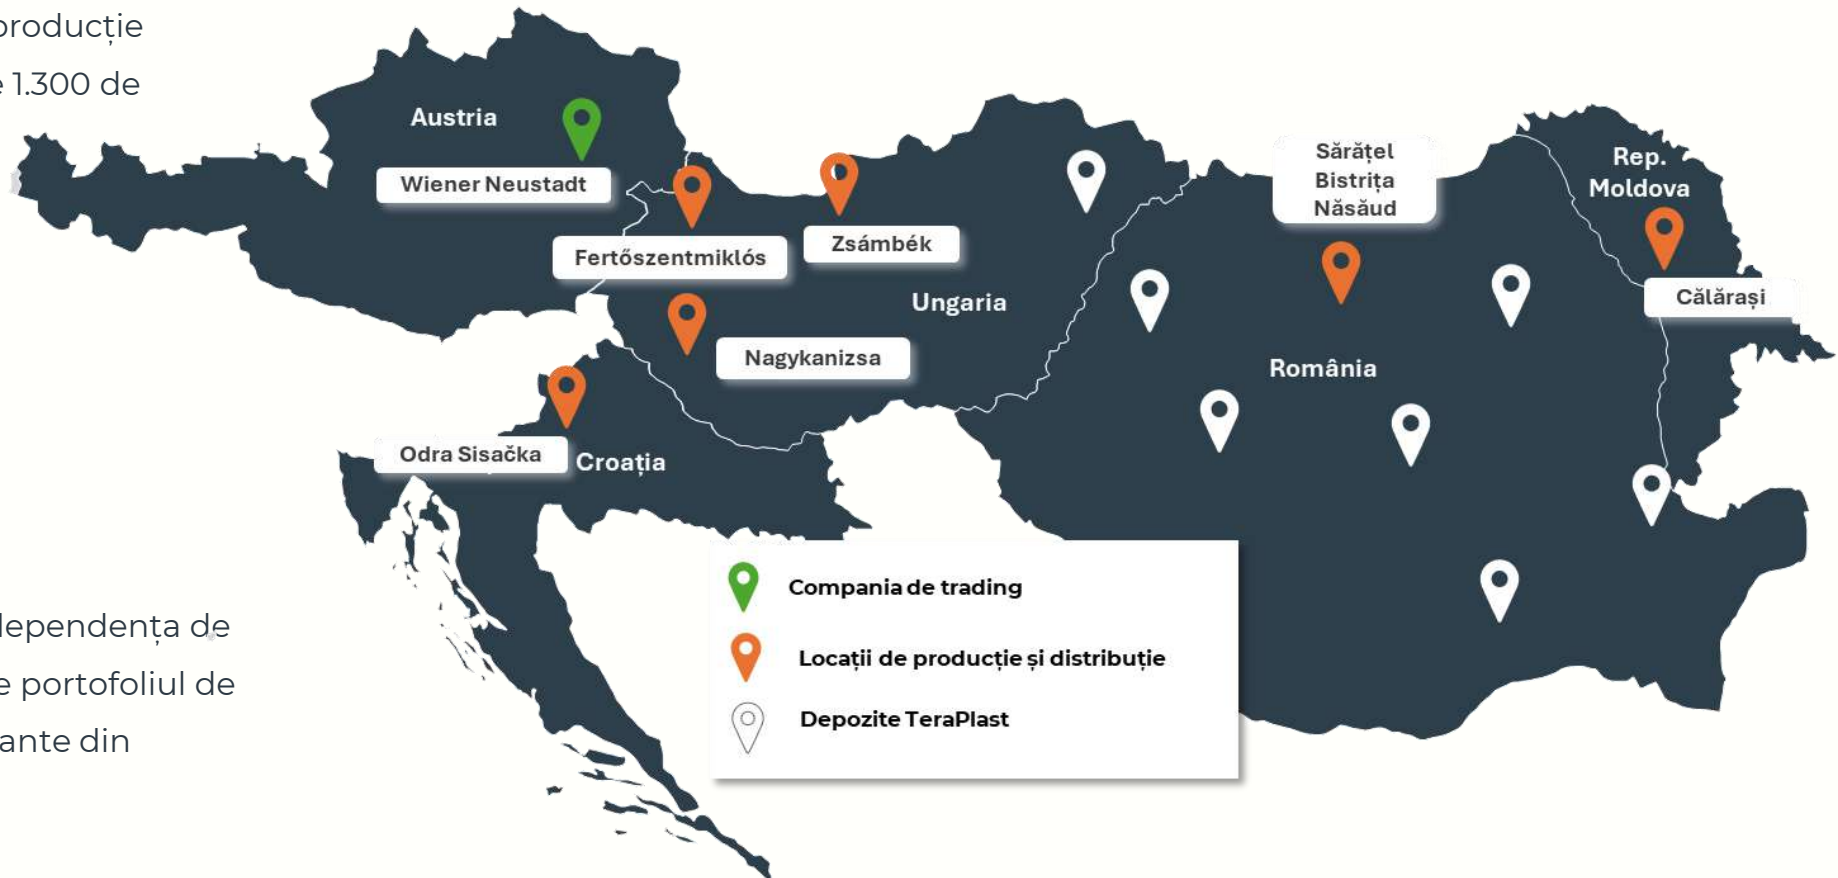 producție
e 1.300 de
Austria
Wiener Neustadt
Fertőszentmiklós
Zsámbék
Ungaria
Nagykanizsa
Odra Sisačka
Croația
Sărățel
Bistrița
Năsăud
România
Rep.
Moldova
Călărași
Compania de trading
Locații de producție și distribuție
Depozite TeraPlast
dependența de
e portofoliul de
ante din